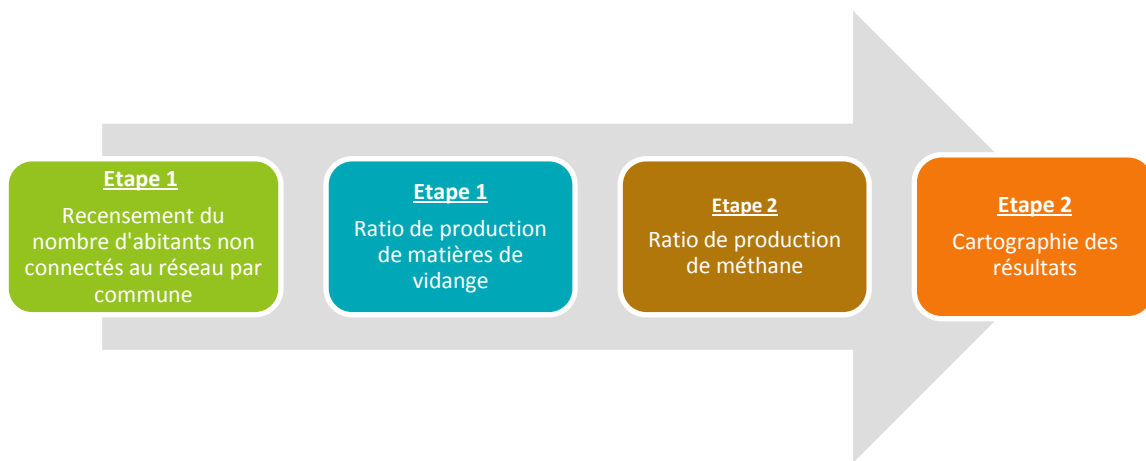 Etape 1
Recensement du
nombre d'abitants non
connectés au réseau par
commune
Etape 1
Ratio de production
de matières de
vidange
Etape 2
Ratio de production
de méthane
Etape 2
Cartographie des
résultats